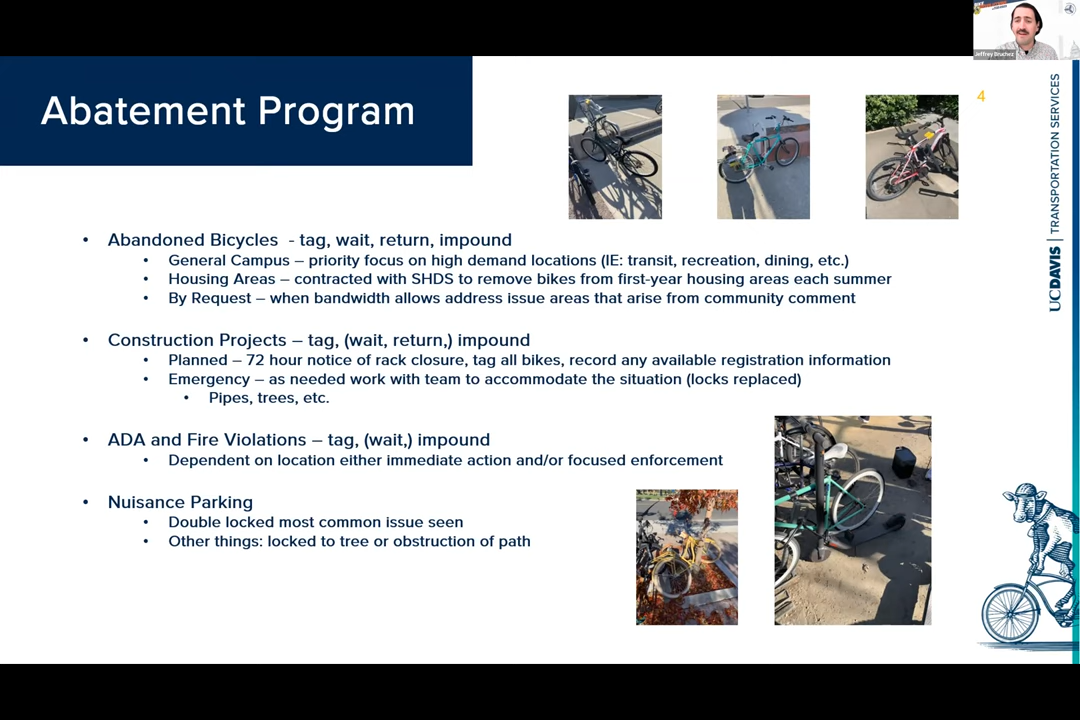 Jeffrey Bruchez
Abatement Program
4
UCDAVIS | TRANSPORTATION SERVICES
• Abandoned Bicycles - tag, wait, return, impound
• General Campus – priority focus on high demand locations (IE: transit, recreation, dining, etc.)
• Housing Areas – contracted with SHDS to remove bikes from first-year housing areas each summer
• By Request – when bandwidth allows address issue areas that arise from community comment
• Construction Projects – tag, (wait, return,) impound
• Planned – 72 hour notice of rack closure, tag all bikes, record any available registration information
• Emergency – as needed work with team to accommodate the situation (locks replaced)
• Pipes, trees, etc.
• ADA and Fire Violations – tag, (wait,) impound
• Dependent on location either immediate action and/or focused enforcement
• Nuisance Parking
• Double locked most common issue seen
• Other things: locked to tree or obstruction of path